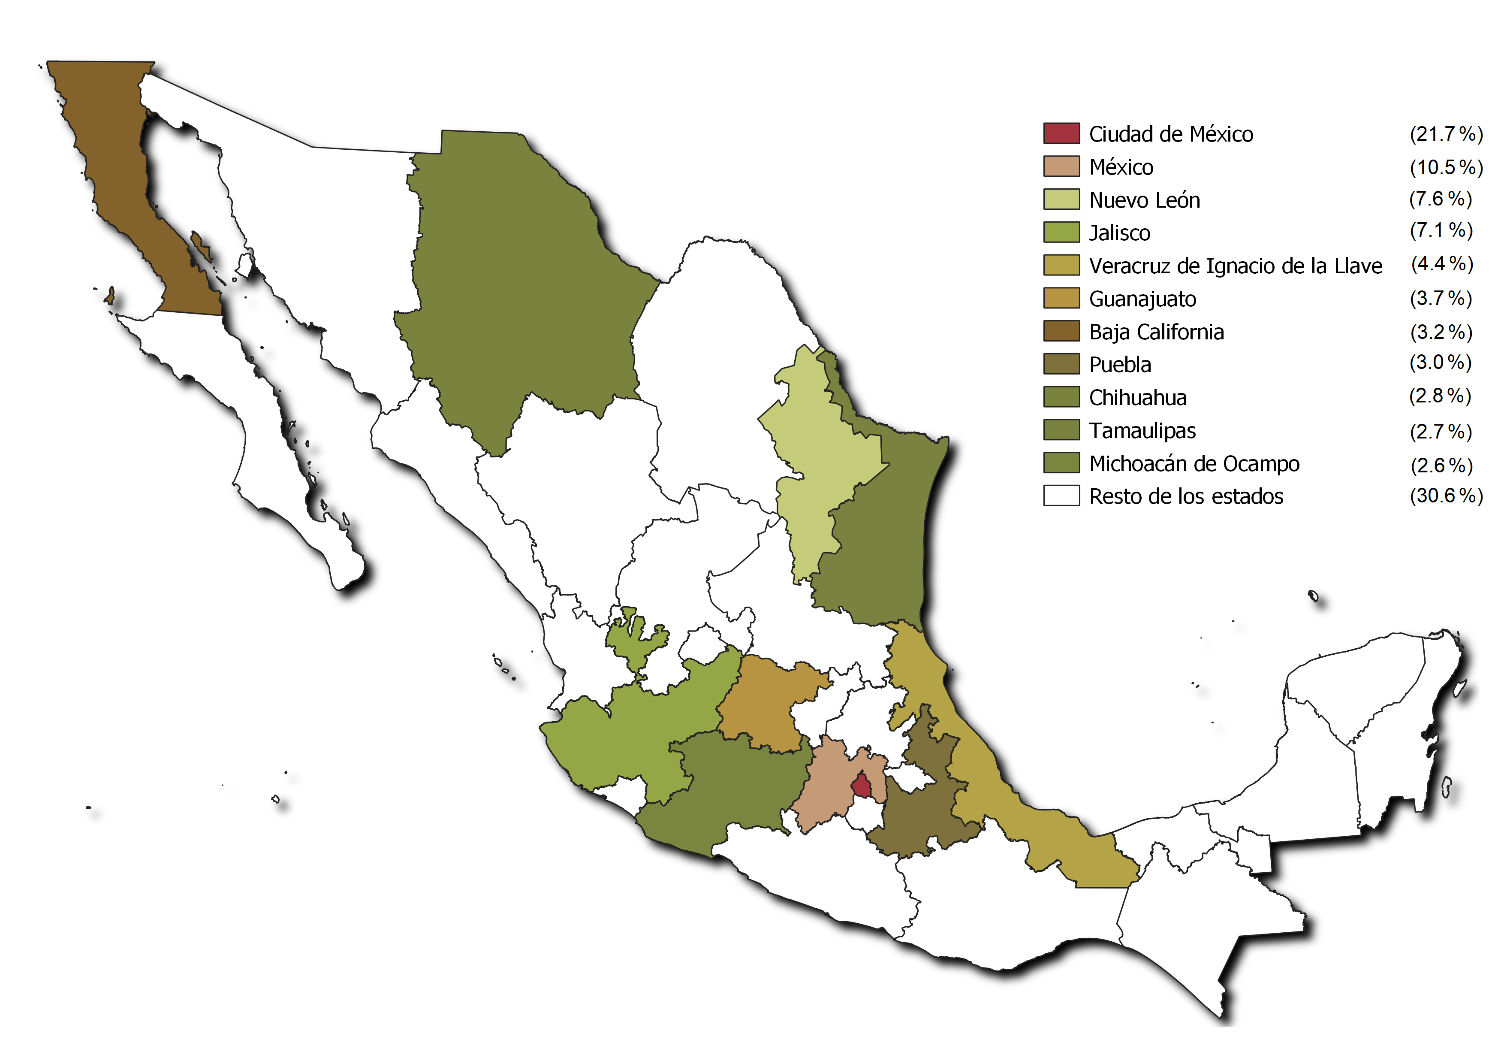 Ciudad de México (21.7 %)
México (10.5 %)
Nuevo León (7.6 %)
Jalisco (7.1 %)
Veracruz de Ignacio de la Llave (4.4 %)
Guanajuato (3.7 %)
Baja California (3.2 %)
Puebla (3.0 %)
Chihuahua (2.8 %)
Tamaulipas (2.7 %)
Michoacán de Ocampo (2.6 %)
Resto de los estados (30.6 %)